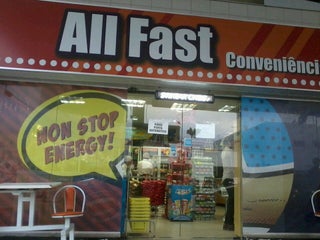 All Fast
Conveniênci
NON STOP
ENERGY!